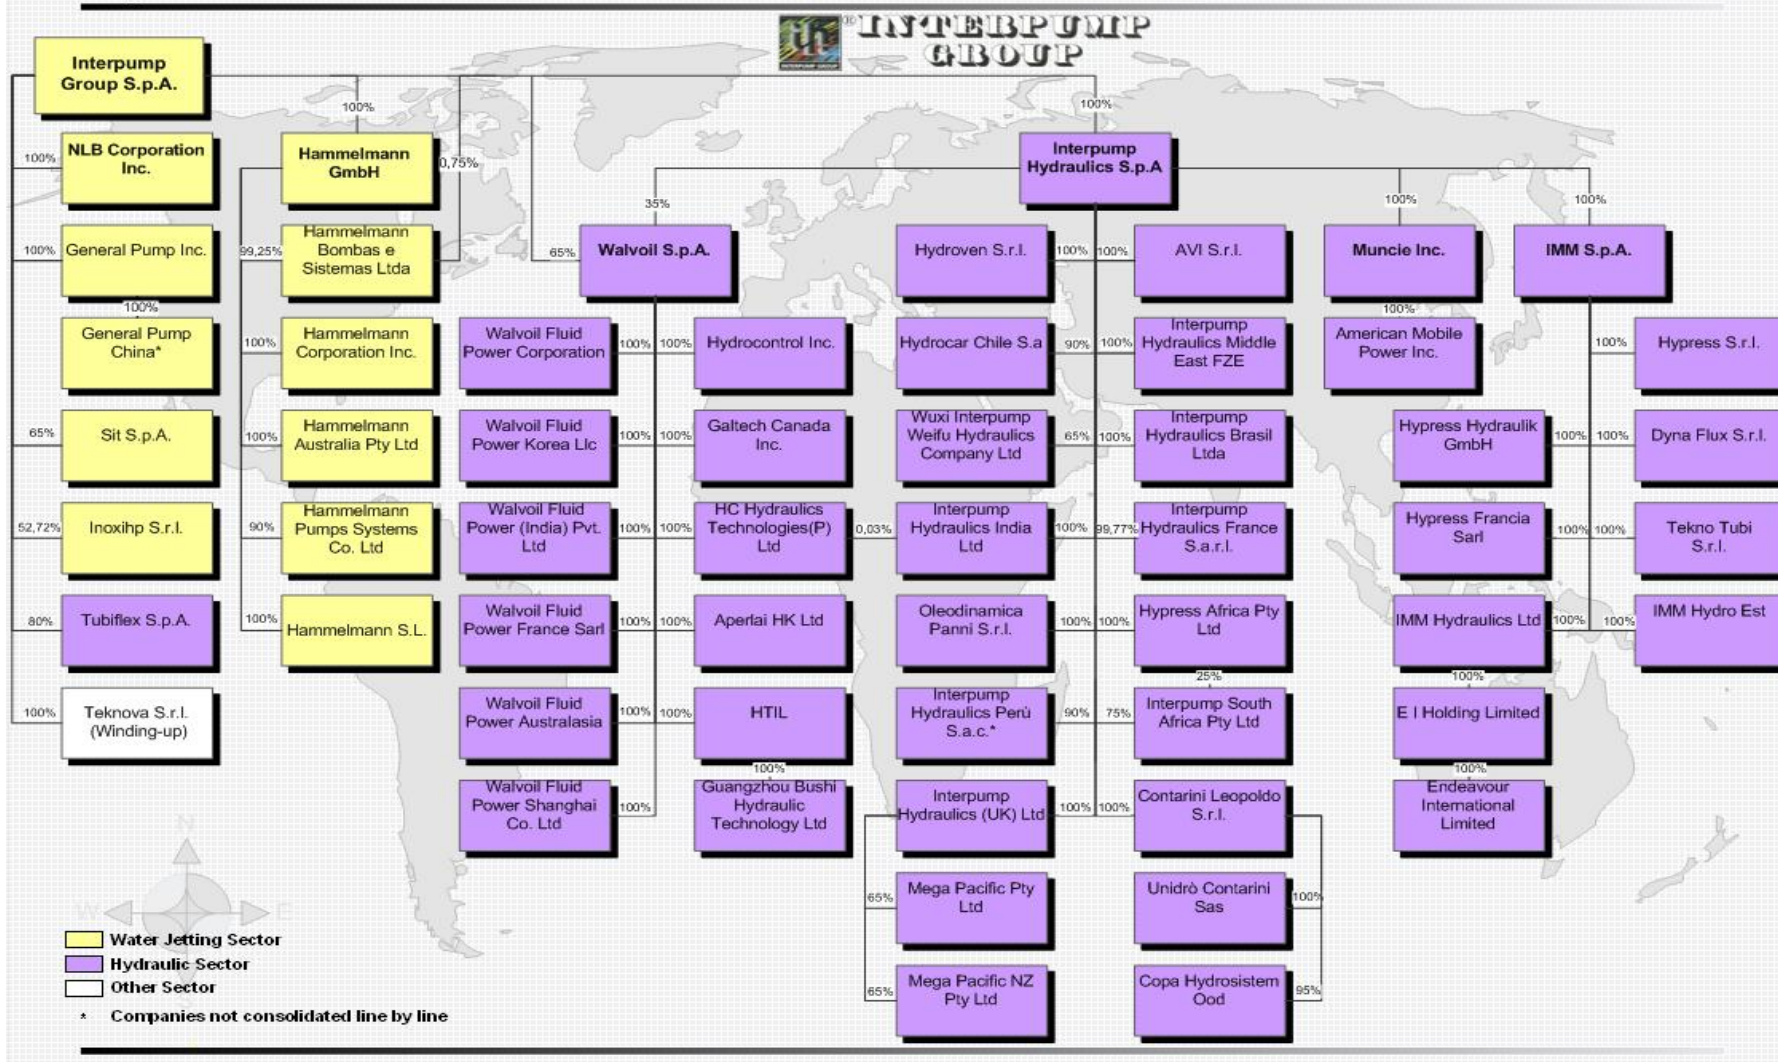 INTERPUMP
GROUP
®
INTERPUMP GROUP
Interpump
Group S.p.A.
100%
100%
100%
NLB Corporation
Inc.
Hammelmann
GmbH
0,75%
Interpump
Hydraulics S.p.A
35%
100%
100%
100%
General Pump Inc.
99,25%
Hammelmann
Bombas e
Sistemas Ltda
65%
Walvoil S.p.A.
Hydroven S.r.l.
100%
100%
AVI S.r.l.
Muncie Inc.
IMM S.p.A.
100%
100%
General Pump
China*
100%
Hammelmann
Corporation Inc.
Walvoil Fluid
Power Corporation
100%
100%
Hydrocontrol Inc.
Hydrocar Chile S.a
90%
100%
Interpump
Hydraulics Middle
East FZE
American Mobile
Power Inc.
100%
Hypress S.r.l.
65%
Sit S.p.A.
100%
Hammelmann
Australia Pty Ltd
Walvoil Fluid
Power Korea Llc
100%
100%
Galtech Canada
Inc.
Wuxi Interpump
Weifu Hydraulics
Company Ltd
65%
100%
Interpump
Hydraulics Brasil
Ltda
Hypress Hydraulik
GmbH
100%
100%
Dyna Flux S.r.l.
52,72%
Inoxihp S.r.l.
90%
Hammelmann
Pumps Systems
Co. Ltd
Walvoil Fluid
Power (India) Pvt.
Ltd
100%
100%
HC Hydraulics
Technologies(P)
Ltd
0,03%
Interpump
Hydraulics India
Ltd
100%
99,77%
Interpump
Hydraulics France
S.a.r.l.
Hypress Francia
Sarl
100%
100%
Tekno Tubi
S.r.l.
80%
Tubiflex S.p.A.
100%
Hammelmann S.L.
Walvoil Fluid
Power France Sarl
100%
100%
Aperlai HK Ltd
Oleodinamica
Panni S.r.l.
100%
100%
Hypress Africa Pty
Ltd
IMM Hydraulics Ltd
100%
100%
IMM Hydro Est
25%
100%
100%
Teknova S.r.l.
(Winding-up)
Walvoil Fluid
Power Australasia
100%
100%
HTIL
Interpump
Hydraulics Perù
S.a.c.*
90%
75%
Interpump South
Africa Pty Ltd
E I Holding Limited
100%
100%
Walvoil Fluid
Power Shanghai
Co. Ltd
100%
Guangzhou Bushi
Hydraulic
Technology Ltd
Interpump
Hydraulics (UK) Ltd
100%
100%
Contarini Leopoldo
S.r.l.
Endeavour
International
Limited
65%
Mega Pacific Pty
Ltd
Unidrò Contarini
Sas
100%
65%
Mega Pacific NZ
Pty Ltd
Copa Hydrosistem
Ood
95%
N
W
E
S
Water Jetting Sector
Hydraulic Sector
Other Sector
* Companies not consolidated line by line